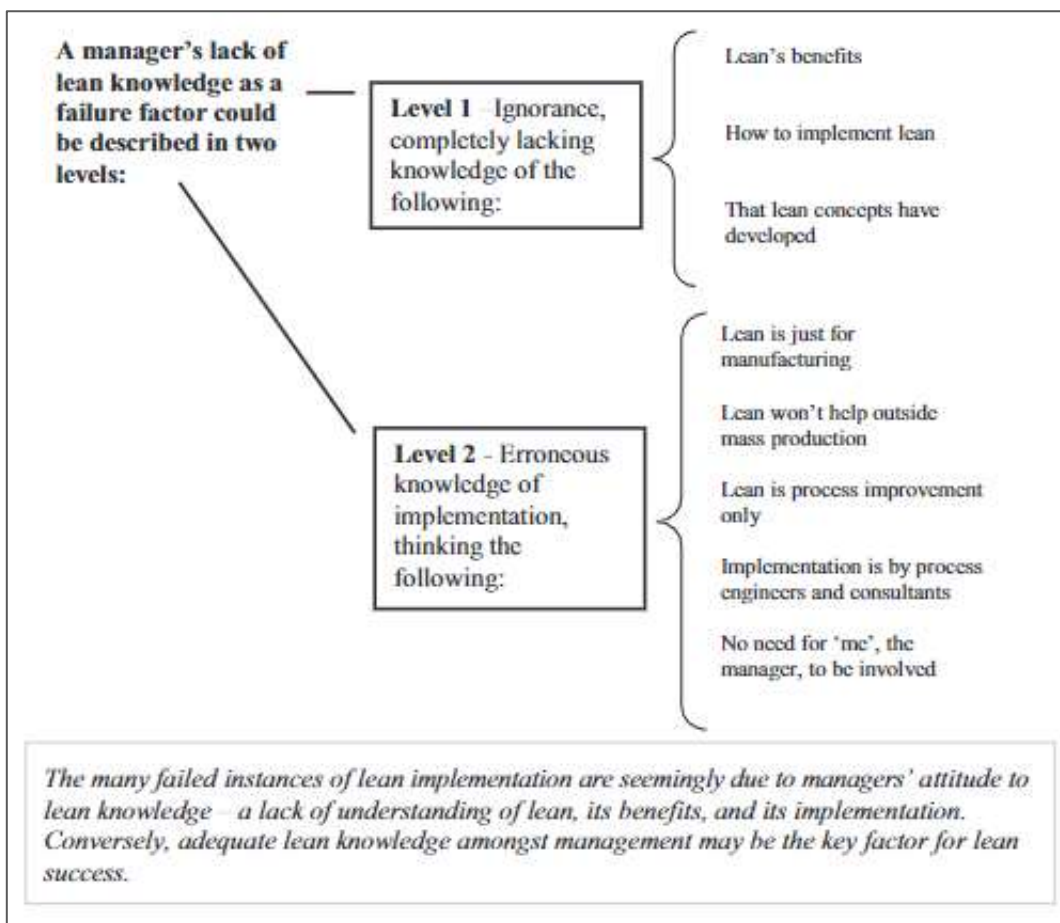 A manager's lack of
lean knowledge as a
failure factor could
be described in two
levels:
Level 1 - Ignorance,
completely lacking
knowledge of the
following:
Lean's benefits
How to implement lean
That lean concepts have
developed
Level 2 - Erroneous
knowledge of
implementation,
thinking the
following:
Lean is just for
manufacturing
Lean won't help outside
mass production
Lean is process improvement
only
Implementation is by process
engineers and consultants
No need for 'me', the
manager, to be involved
The many failed instances of lean implementation are seemingly due to managers' attitude to
lean knowledge – a lack of understanding of lean, its benefits, and its implementation.
Conversely, adequate lean knowledge amongst management may be the key factor for lean
success.